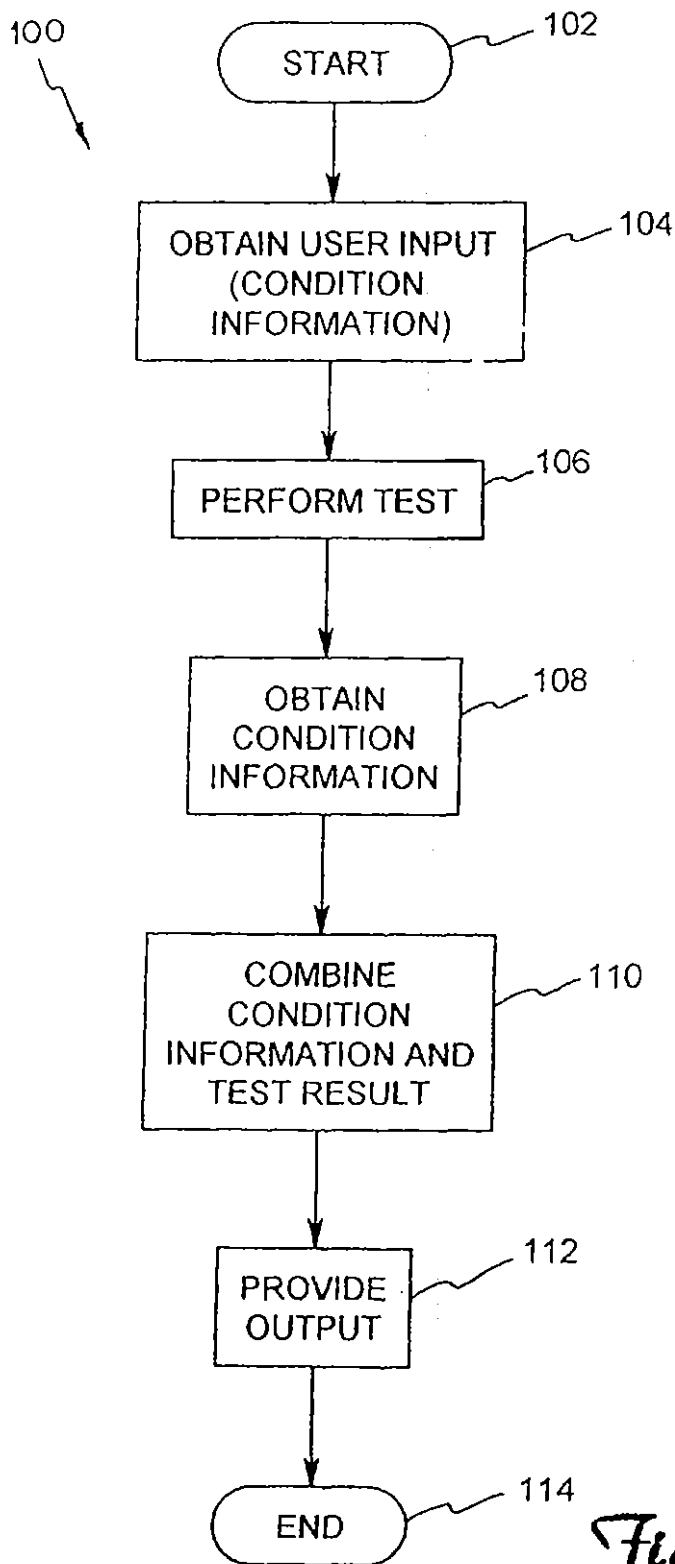 100
START
102
OBTAIN USER INPUT
(CONDITION
INFORMATION)
104
PERFORM TEST
106
OBTAIN
CONDITION
INFORMATION
108
COMBINE
CONDITION
INFORMATION AND
TEST RESULT
110
PROVIDE
OUTPUT
112
END
114